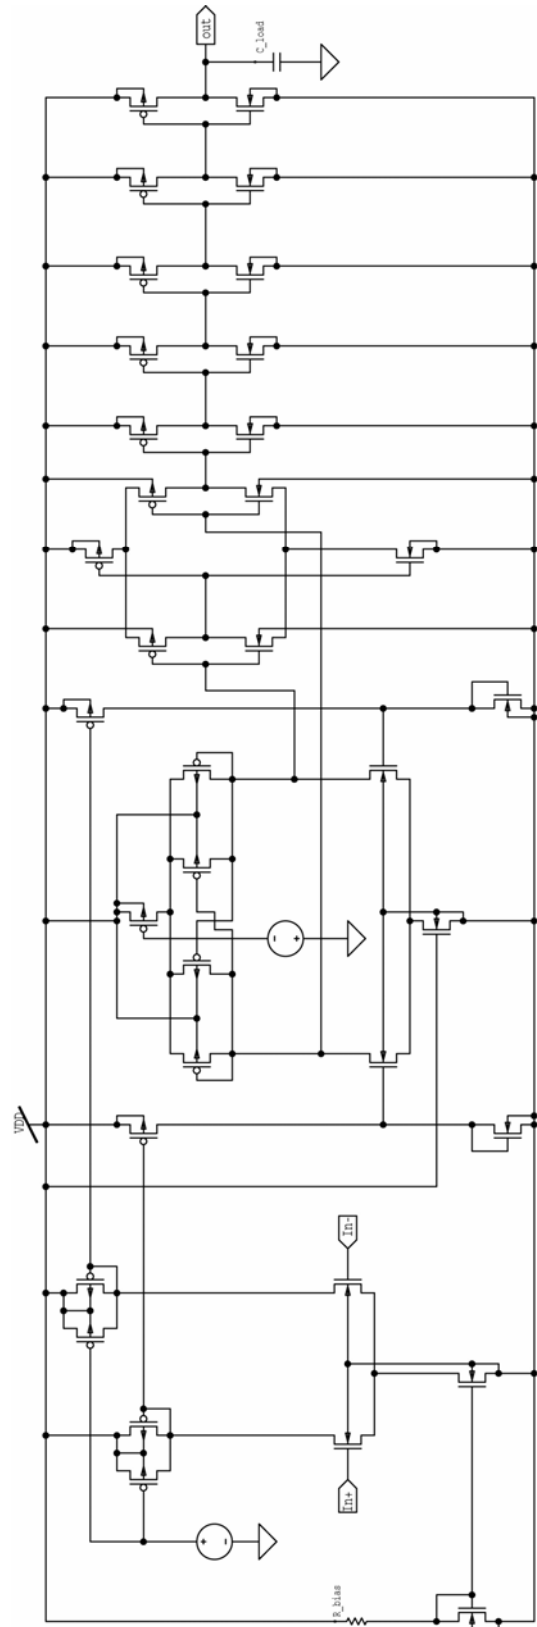 out
C_load
VDD
In-
In+
R_bias
- +
+ -